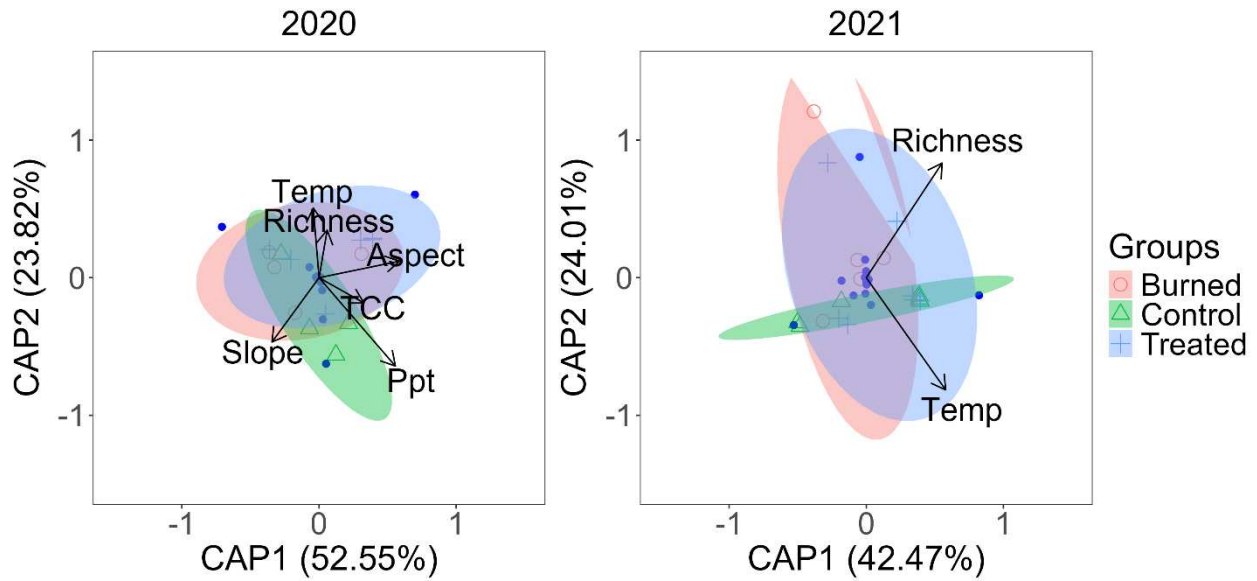 2020
CAP2 (23.82%)
1
0
-1
Temp
Richness
Aspect
TCC
Slope
Ppt
-1
0
1
CAP1 (52.55%)
2021
CAP2 (24.01%)
1
0
-1
Richness
Temp
-1
0
1
CAP1 (42.47%)
Groups
Burned
Control
Treated